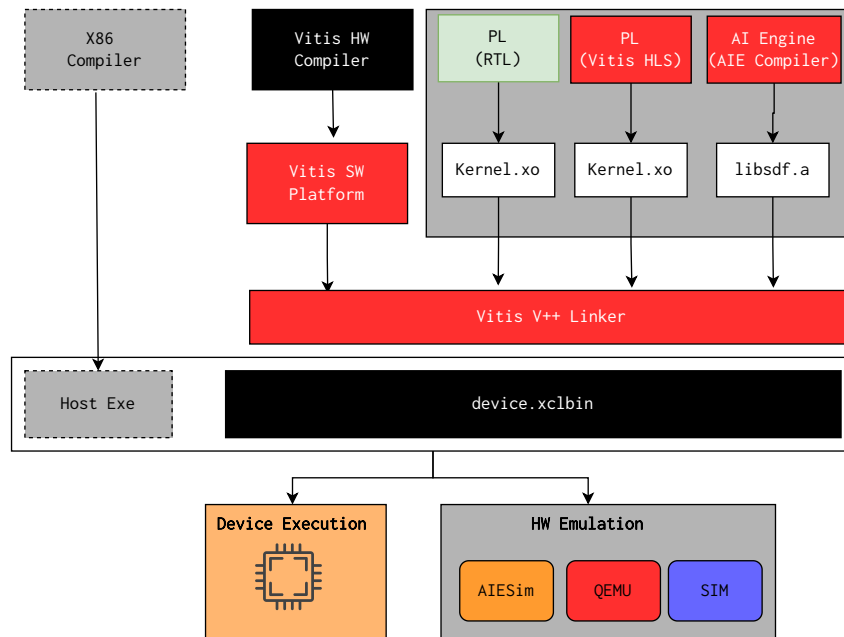 X86
Compiler
Vitis HW
Compiler
PL
(RTL)
PL
(Vitis HLS)
AI Engine
(AIE Compiler)
Vitis SW
Platform
Kernel.xo
Kernel.xo
libsdf.a
Vitis V++ Linker
Host Exe
device.xclbin
Device Execution
HW Emulation
AIESim
QEMU
SIM